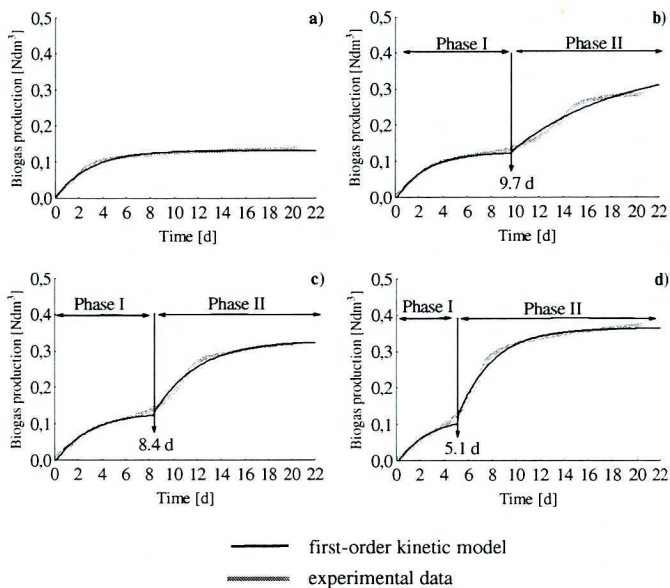 a)
Biogas production [Ndm³]
0,5
0,4
0,3
0,2
0,1
0,0
0 2 4 6 8 10 12 14 16 18 20 22
Time [d]
b)
Biogas production [Ndm³]
0,5
0,4
0,3
0,2
0,1
0,0
Phase I
Phase II
9.7 d
0 2 4 6 8 10 12 14 16 18 20 22
Time [d]
c)
Biogas production [Ndm³]
0,5
0,4
0,3
0,2
0,1
0,0
Phase I
Phase II
8.4 d
0 2 4 6 8 10 12 14 16 18 20 22
Time [d]
d)
Biogas production [Ndm³]
0,5
0,4
0,3
0,2
0,1
0,0
Phase I
Phase II
5.1 d
0 2 4 6 8 10 12 14 16 18 20 22
Time [d]
first-order kinetic model
experimental data